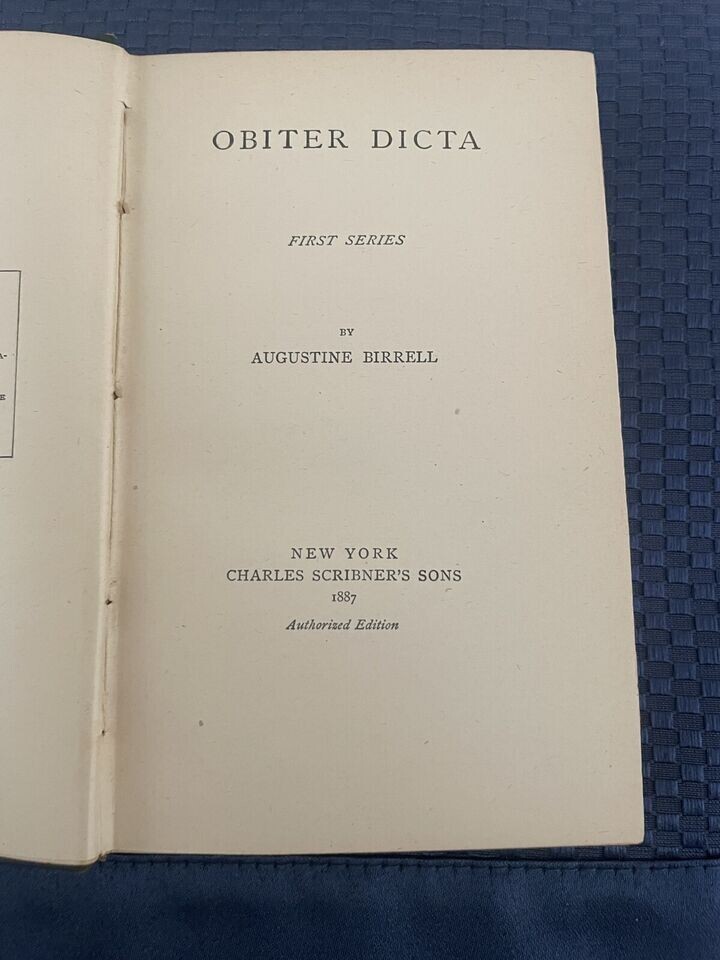 A-
E
OBITER DICTA
FIRST SERIES
BY
AUGUSTINE BIRRELL
NEW YORK
CHARLES SCRIBNER'S SONS
1887
Authorized Edition